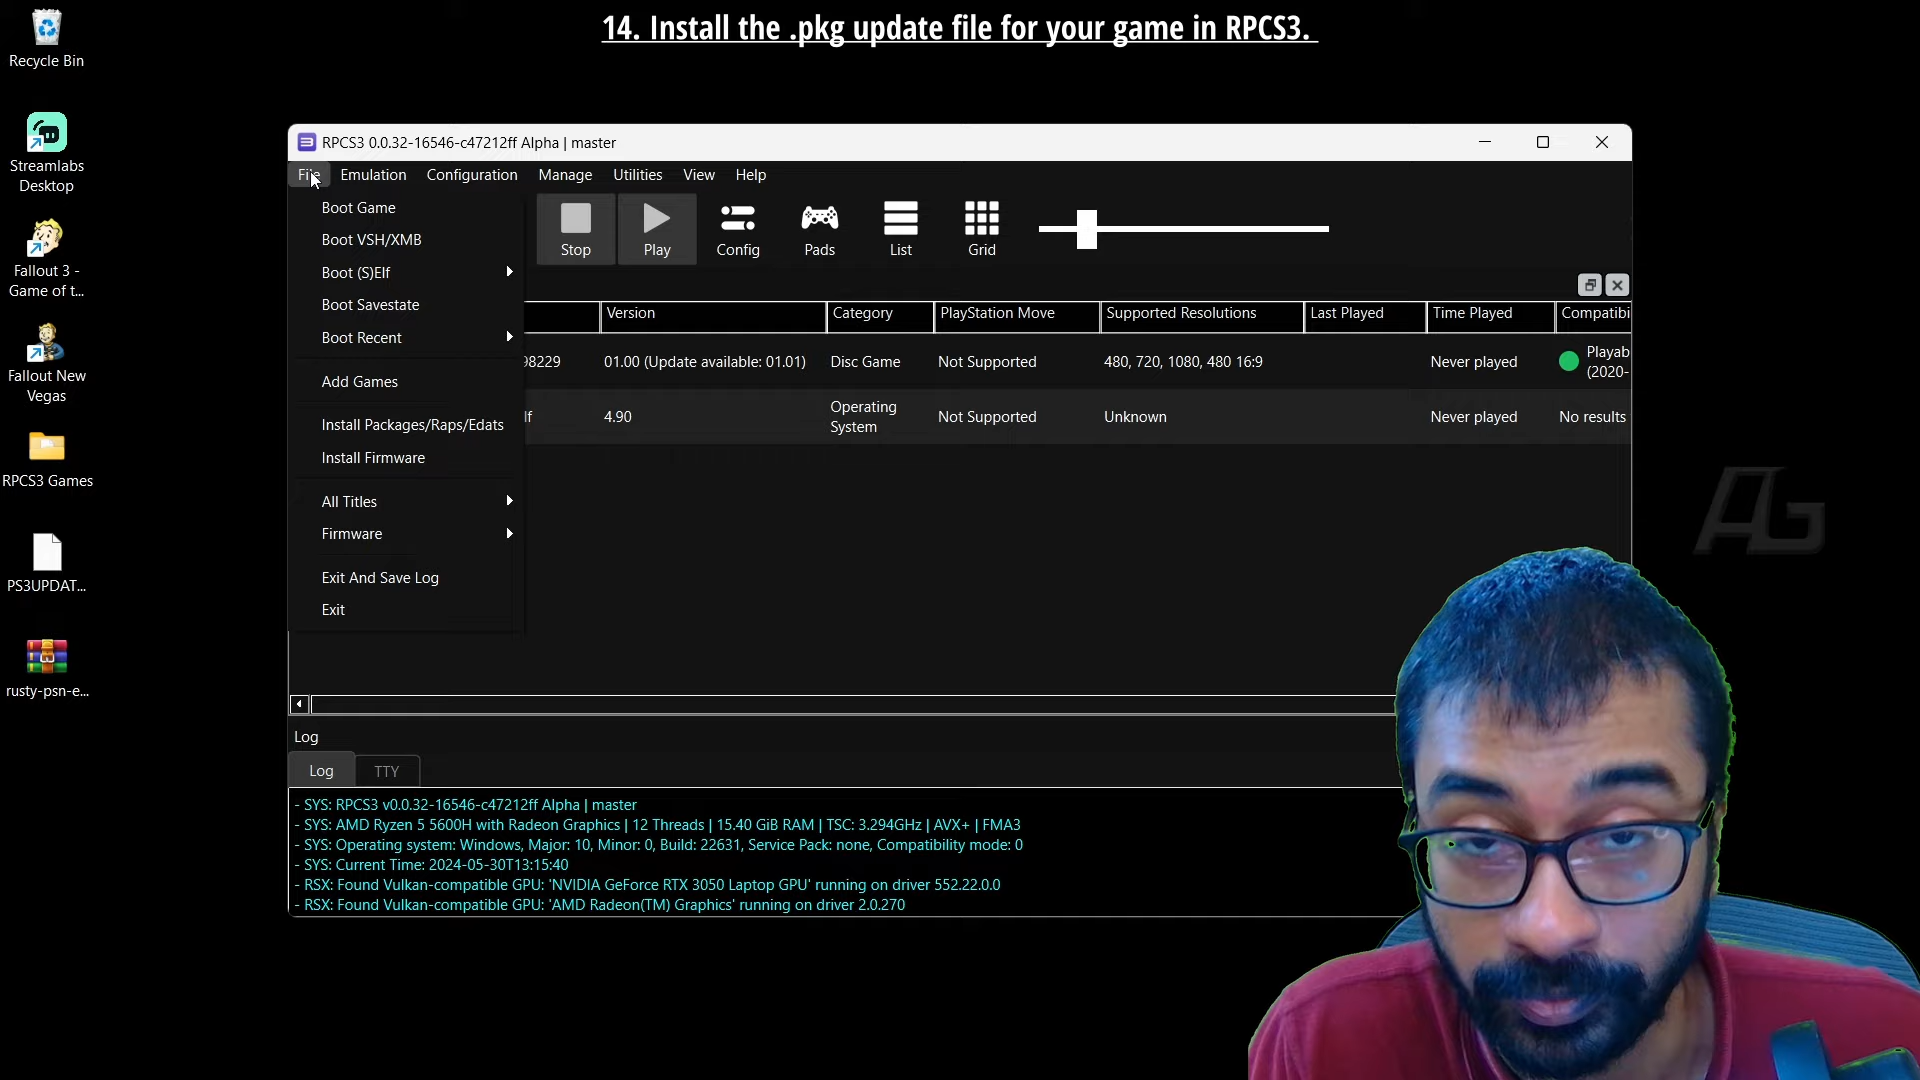 14. Install the .pkg update file for your game in RPCS3.
Recycle Bin
Streamlabs
Desktop
Fallout 3 -
Game of t...
Fallout New
Vegas
RPCS3 Games
PS3UPDAT...
rusty-psn-e...
RPCS3 0.0.32-16546-c47212ff Alpha | master
File Emulation Configuration Manage Utilities View Help
Boot Game
Boot VSH/XMB
Boot (S)Elf
Boot Savestate
Boot Recent
Add Games
Install Packages/Raps/Edats
Install Firmware
All Titles
Firmware
Exit And Save Log
Exit
Stop Play Config Pads List Grid
Version Category PlayStation Move Supported Resolutions Last Played Time Played Compatibi
98229 01.00 (Update available: 01.01) Disc Game Not Supported 480, 720, 1080, 480 16:9 Never played Playab
(2020-
lf 4.90 Operating System Not Supported Unknown Never played No results
AG
Log
Log TTY
- SYS: RPCS3 v0.0.32-16546-c47212ff Alpha | master
- SYS: AMD Ryzen 5 5600H with Radeon Graphics | 12 Threads | 15.40 GiB RAM | TSC: 3.294GHz | AVX+ | FMA3
- SYS: Operating system: Windows, Major: 10, Minor: 0, Build: 22631, Service Pack: none, Compatibility mode: 0
- SYS: Current Time: 2024-05-30T13:15:40
- RSX: Found Vulkan-compatible GPU: 'NVIDIA GeForce RTX 3050 Laptop GPU' running on driver 552.22.0.0
- RSX: Found Vulkan-compatible GPU: 'AMD Radeon(TM) Graphics' running on driver 2.0.270